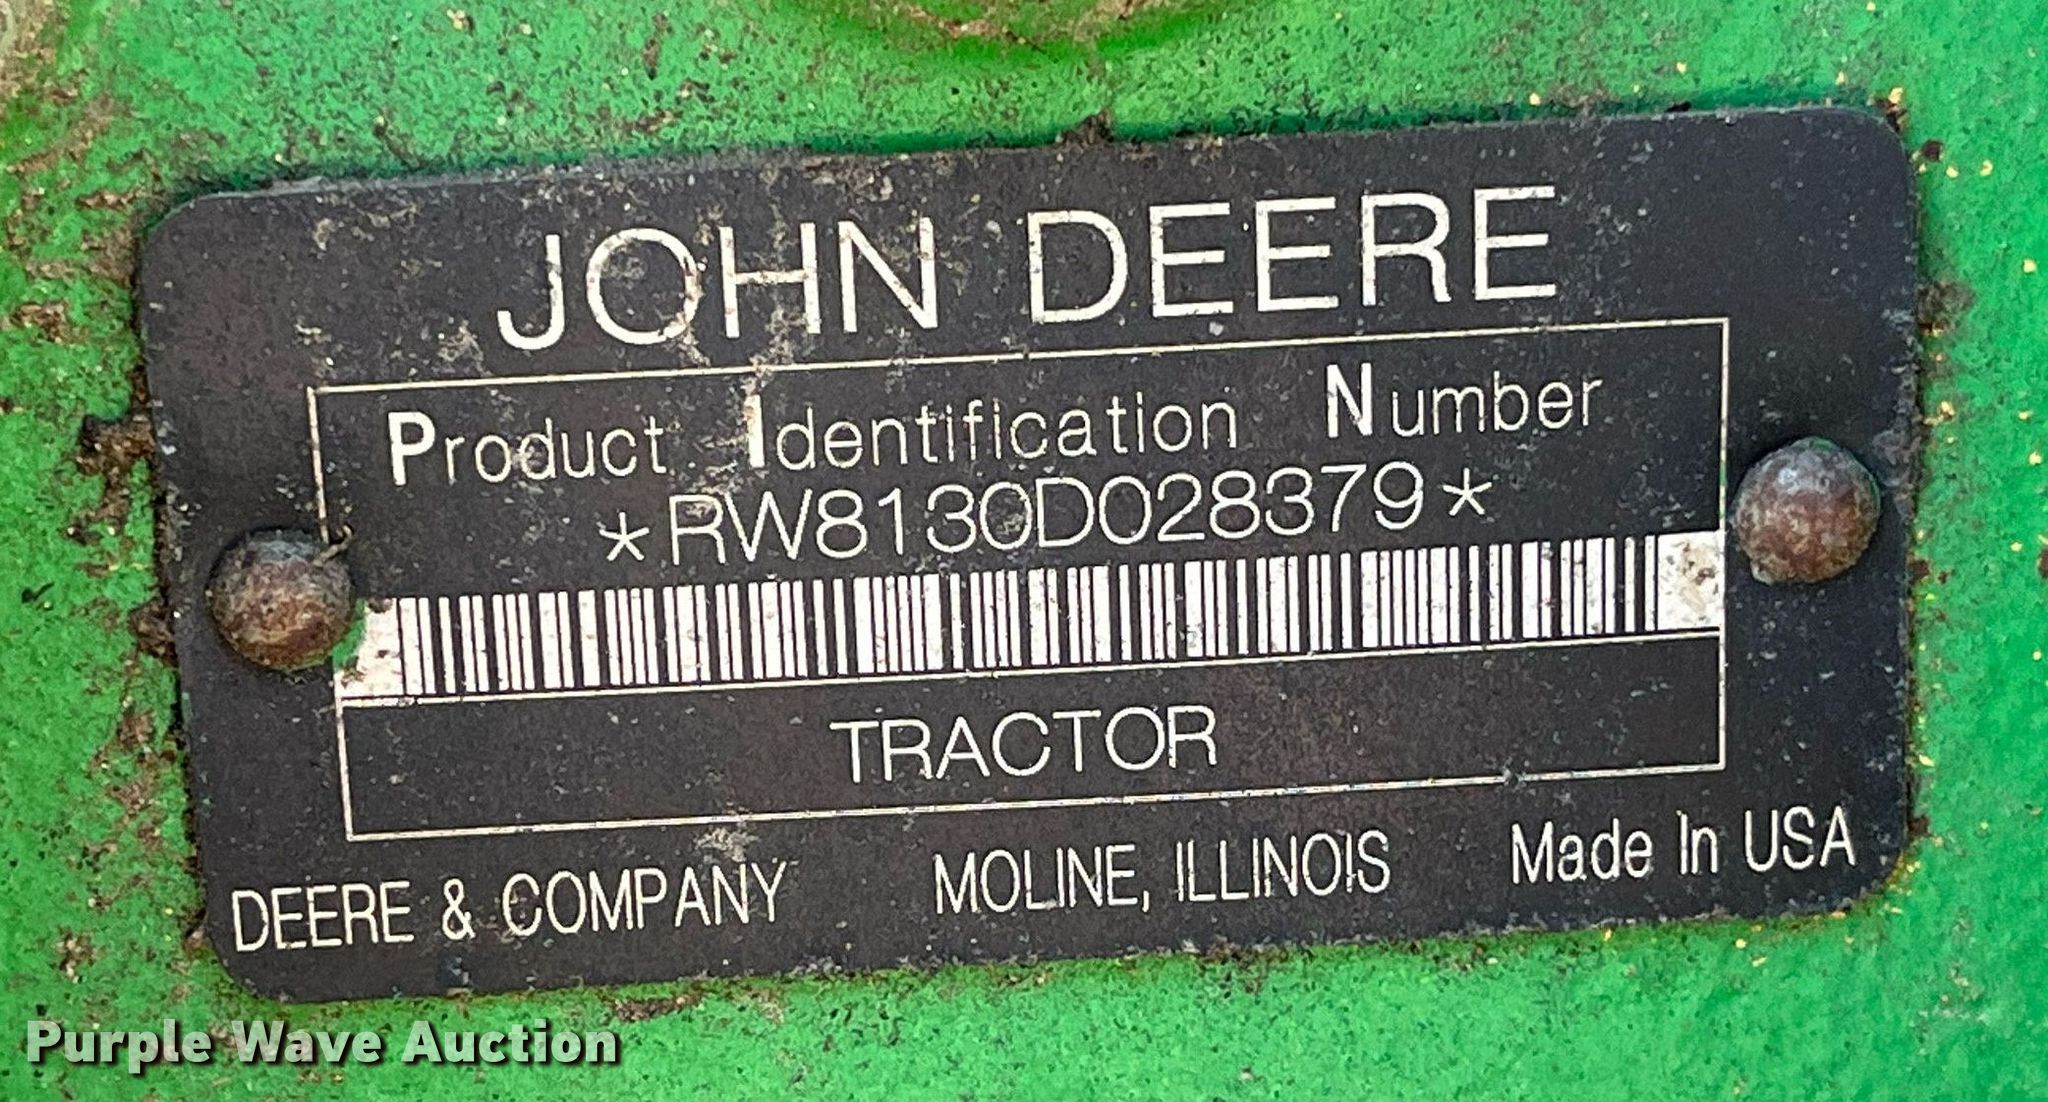 JOHN DEERE
Product Identification Number
*RW8130D028379*
TRACTOR
DEERE & COMPANY MOLINE, ILLINOIS Made In USA
Purple Wave Auction